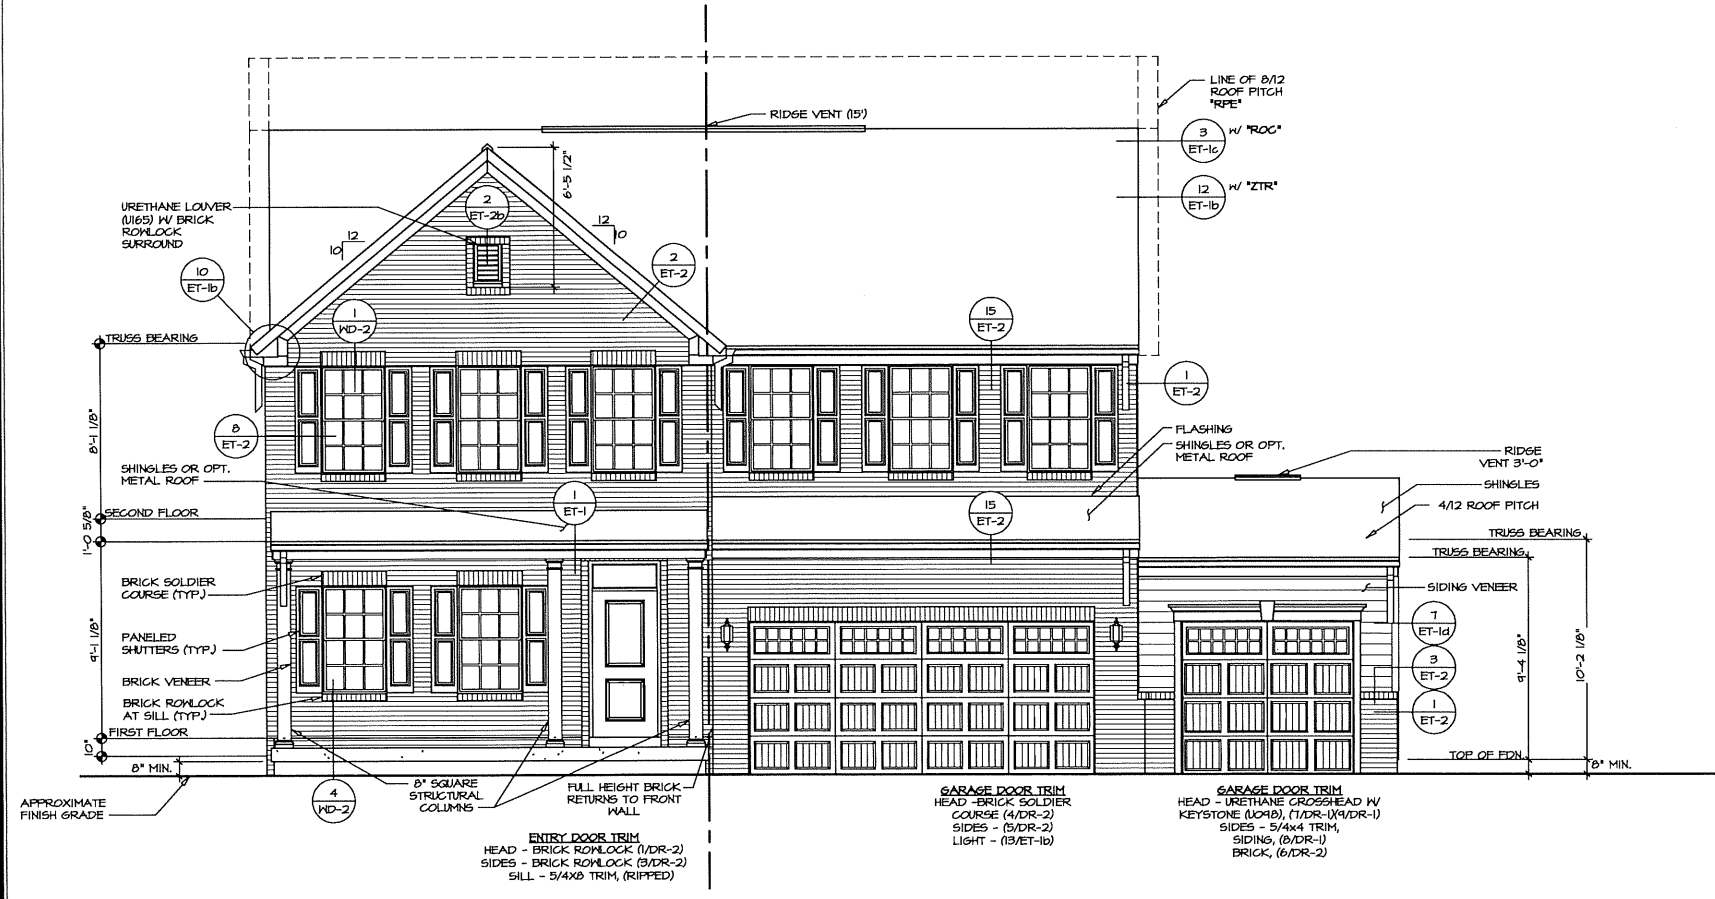 LINE OF 8/12
ROOF PITCH
"RPE"
RIDGE VENT (15')
3
ET-1c
W/ "ROC"
12
ET-1b
W/ "ZTR"
6'-5 1/2"
2
ET-2b
URETHANE LOUVER
(U165) W/ BRICK
ROWLOCK
SURROUND
12
10
12
10
2
ET-2
10
ET-1b
1
WD-2
15
ET-2
TRUSS BEARING
1
ET-2
8'-1 1/8"
8
ET-2
FLASHING
SHINGLES OR OPT.
METAL ROOF
RIDGE
VENT 3'-0"
SHINGLES
4/12 ROOF PITCH
SHINGLES OR OPT.
METAL ROOF
1
ET-1
15
ET-2
SECOND FLOOR
1'-0 5/8"
TRUSS BEARING
TRUSS BEARING
BRICK SOLDIER
COURSE (TYP.)
SIDING VENEER
7
ET-1d
PANELED
SHUTTERS (TYP.)
9'-1 1/8"
9'-4 1/8"
10'-2 1/8"
3
ET-2
BRICK VENEER
BRICK ROWLOCK
AT SILL (TYP.)
1
ET-2
FIRST FLOOR
10"
TOP OF FDN.
8" MIN.
8" MIN.
APPROXIMATE
FINISH GRADE
4
WD-2
8" SQUARE
STRUCTURAL
COLUMNS
FULL HEIGHT BRICK
RETURNS TO FRONT
WALL
ENTRY DOOR TRIM
HEAD - BRICK ROWLOCK (1/DR-2)
SIDES - BRICK ROWLOCK (3/DR-2)
SILL - 5/4X8 TRIM, (RIPPED)
GARAGE DOOR TRIM
HEAD -BRICK SOLDIER
COURSE (4/DR-2)
SIDES - (5/DR-2)
LIGHT - (13/ET-1b)
GARAGE DOOR TRIM
HEAD - URETHANE CROSSHEAD W/
KEYSTONE (U098), (7/DR-1)(9/DR-1)
SIDES - 5/4x4 TRIM,
SIDING, (8/DR-1)
BRICK, (6/DR-2)